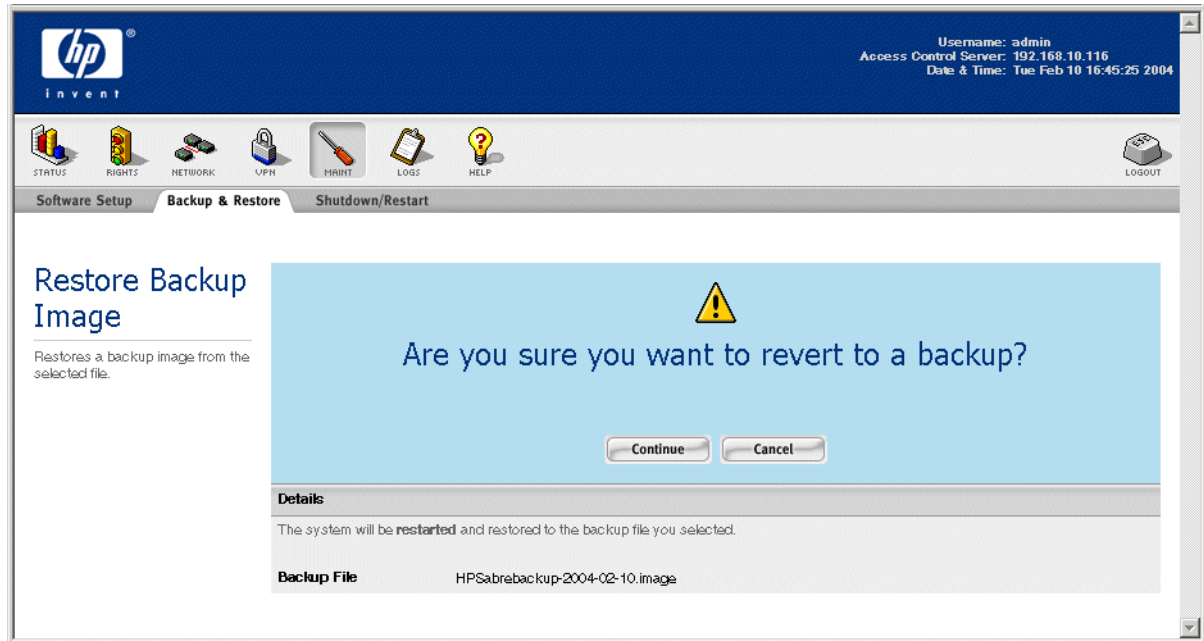 hp
®
invent
Username: admin
Access Control Server: 192.168.10.116
Date & Time: Tue Feb 10 16:45:25 2004
STATUS
RIGHTS
NETWORK
VPN
MAINT
LOGS
HELP
LOGOUT
Software Setup
Backup & Restore
Shutdown/Restart
Restore Backup
Image
Restores a backup image from the
selected file.
Are you sure you want to revert to a backup?
Continue
Cancel
Details
The system will be restarted and restored to the backup file you selected.
Backup File HPSabrebackup-2004-02-10.image